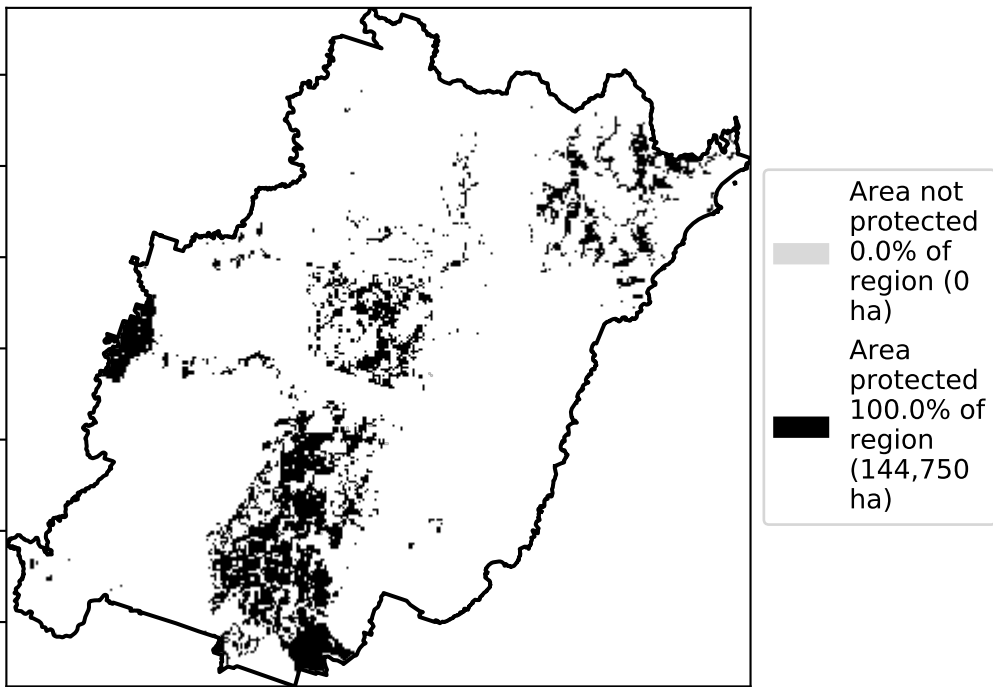 Area not
protected
0.0% of
region (0
ha)
Area
protected
100.0% of
region
(144,750
ha)